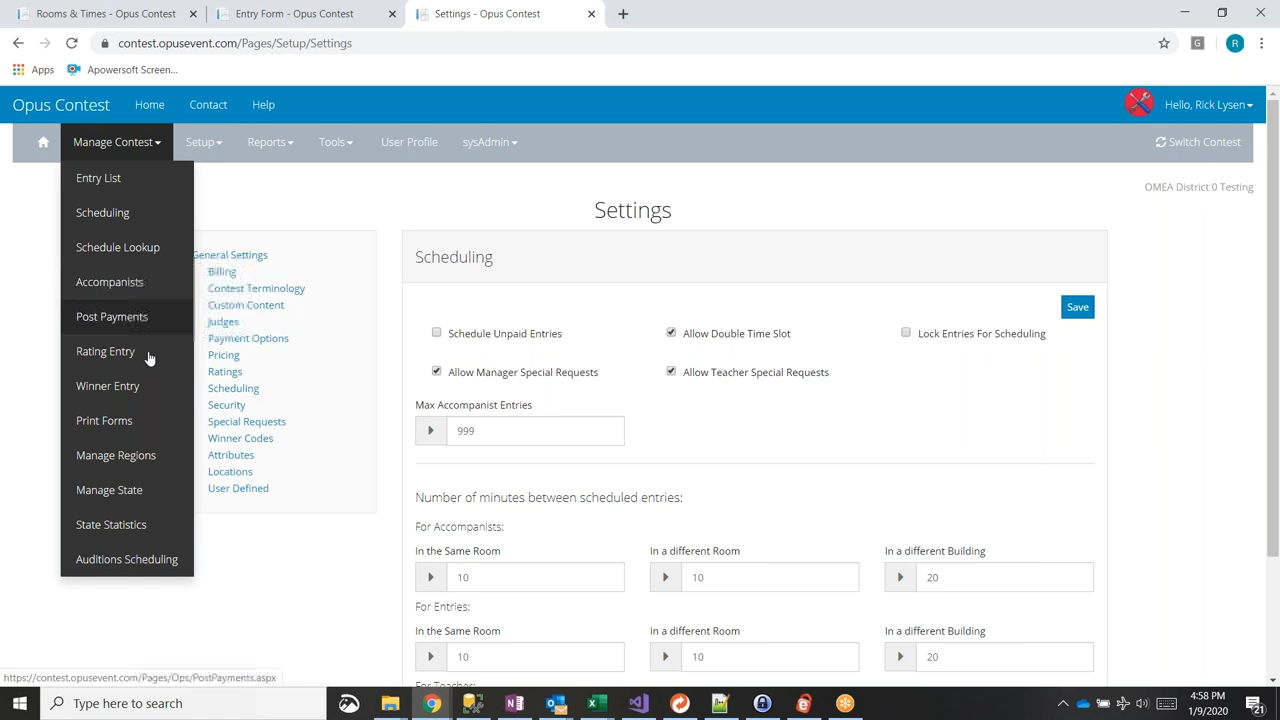 Rooms & Times - Opus Contest
Entry Form - Opus Contest
Settings - Opus Contest
contest.opusevent.com/Pages/Setup/Settings
G
R
Apps
Apowersoft Screen...
Opus Contest
Home
Contact
Help
Hello, Rick Lysen
Manage Contest
Setup
Reports
Tools
User Profile
sysAdmin
Switch Contest
OMEA District 0 Testing
Entry List
Scheduling
Schedule Lookup
Accompanists
Post Payments
Rating Entry
Winner Entry
Print Forms
Manage Regions
Manage State
State Statistics
Auditions Scheduling
Settings
General Settings
Billing
Contest Terminology
Custom Content
Judges
Payment Options
Pricing
Ratings
Scheduling
Security
Special Requests
Winner Codes
Attributes
Locations
User Defined
Scheduling
Save
Schedule Unpaid Entries
Allow Double Time Slot
Lock Entries For Scheduling
Allow Manager Special Requests
Allow Teacher Special Requests
Max Accompanist Entries
999
Number of minutes between scheduled entries:
For Accompanists:
In the Same Room
In a different Room
In a different Building
10
10
20
For Entries:
In the Same Room
In a different Room
In a different Building
10
10
20
For Teacher:
https://contest.opusevent.com/Pages/Ops/PostPayments.aspx
Type here to search
4:58 PM
1/9/2020
21